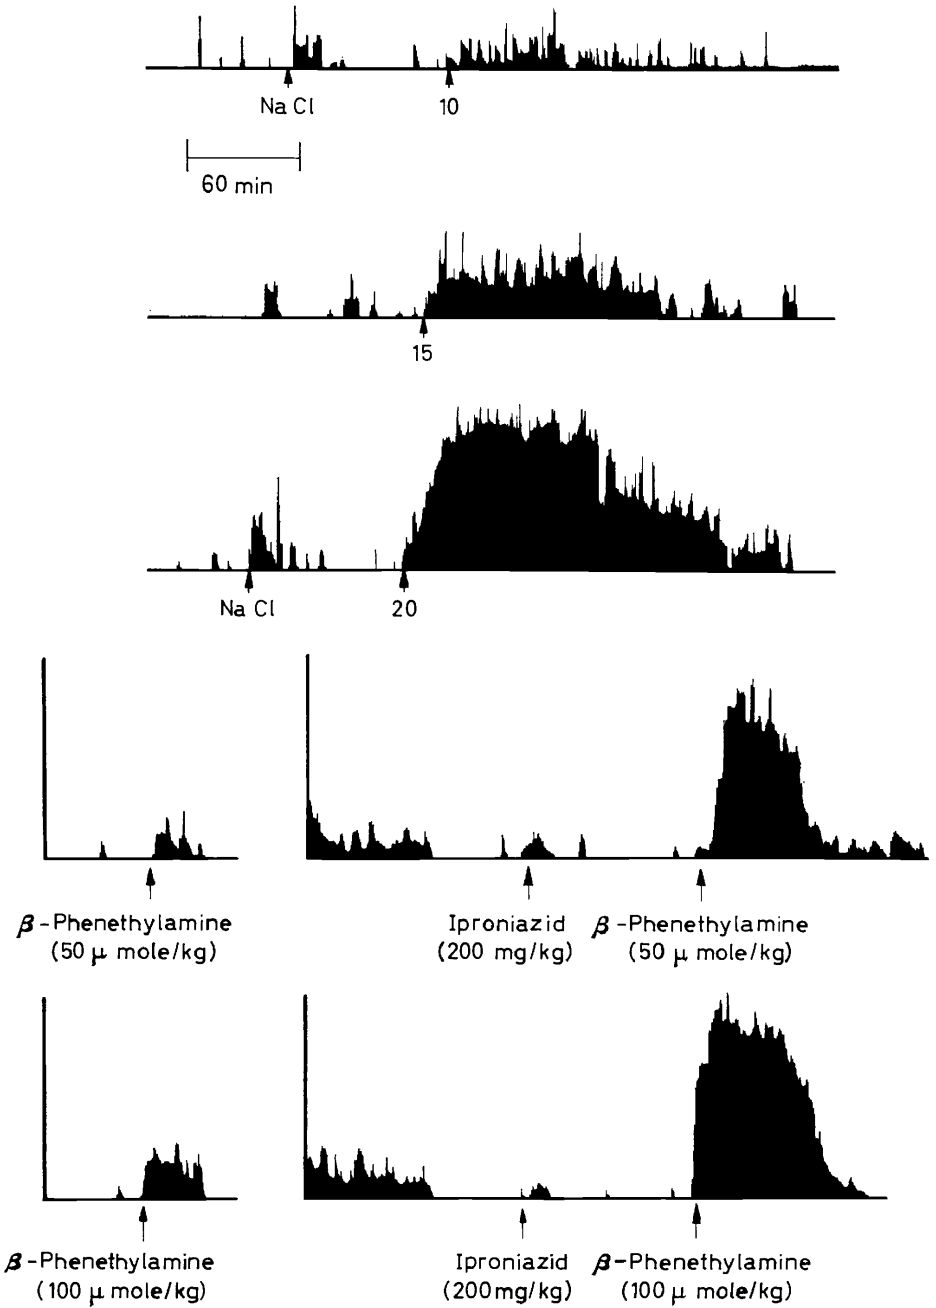 Na Cl
10
60 min
15
Na Cl
20
β-Phenethylamine
(50 μ mole/kg)
Iproniazid
(200 mg/kg)
β-Phenethylamine
(50 μ mole/kg)
β-Phenethylamine
(100 μ mole/kg)
Iproniazid
(200mg/kg)
β-Phenethylamine
(100 μ mole/kg)